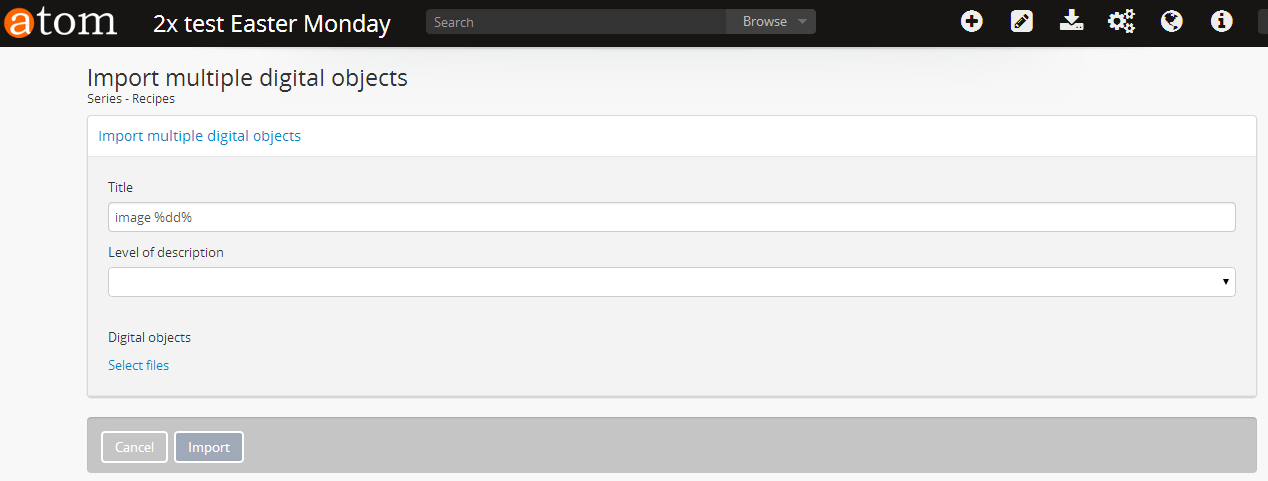 atom 2x test Easter Monday Search Browse
Import multiple digital objects
Series - Recipes
Import multiple digital objects
Title
image %dd%
Level of description
Digital objects
Select files
Cancel Import